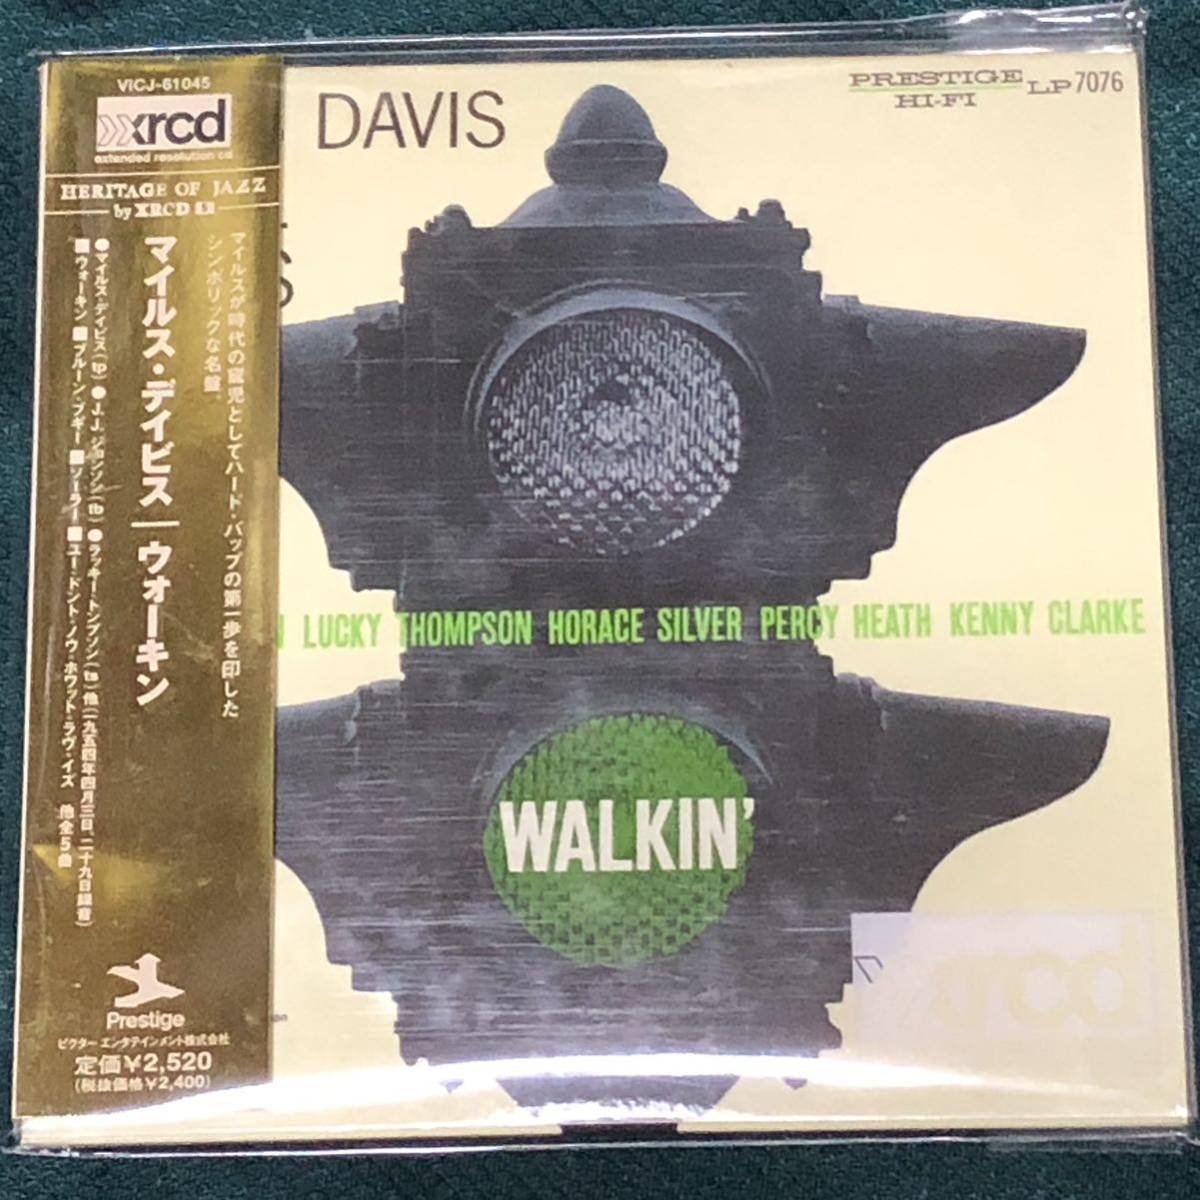 VICJ-61045
xrcd
extended resolution cd
HERITAGE OF JAZZ
by XRCD
マイルスが時代の寵児としてハード・バップの第一歩を印した
シンボリックな名盤。
マイルス・デイビス|ウォーキン
●マイルス・デイビス(tp)●J.J.ジョンソン(tb)●ラッキー・トンプソン(ts)他(一九五四年四月三日、二十九日録音)
■ウォーキン■ブルーン・ブギー■ソーラー■ユー・ドント・ノウ・ホワット・ラヴ・イズ 他全5曲
Prestige
ビクター エンタテインメント株式会社
定価¥2,520
(税抜価格¥2,400)
DAVIS
PRESTIGE LP 7076
HI-FI
LUCKY THOMPSON HORACE SILVER PERCY HEATH KENNY CLARKE
WALKIN'
xrcd